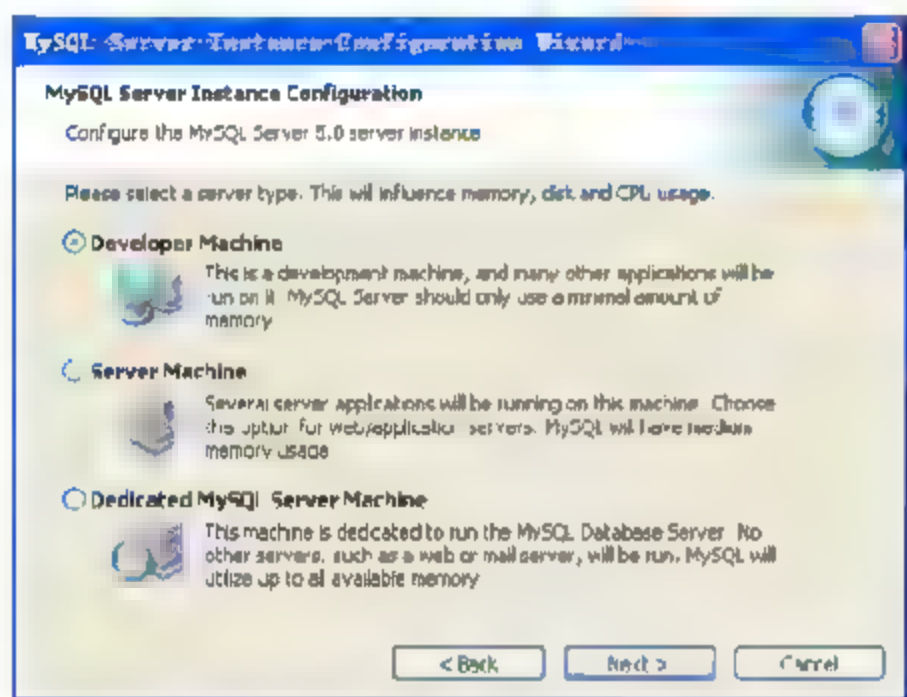 MySQL Server Instance Configuration Wizard
MySQL Server Instance Configuration
Configure the MySQL Server 5.0 server instance
Please select a server type. This will influence memory, disk and CPU usage.
Developer Machine
This is a development machine, and many other applications will be
run on it. MySQL Server should only use a minimal amount of
memory
Server Machine
Several server applications will be running on this machine. Choose
this option for web/application servers. MySQL will have medium
memory usage
Dedicated MySQL Server Machine
This machine is dedicated to run the MySQL Database Server. No
other servers, such as a web or mail server, will be run. MySQL will
utilize up to all available memory
< Back
Next >
Cancel